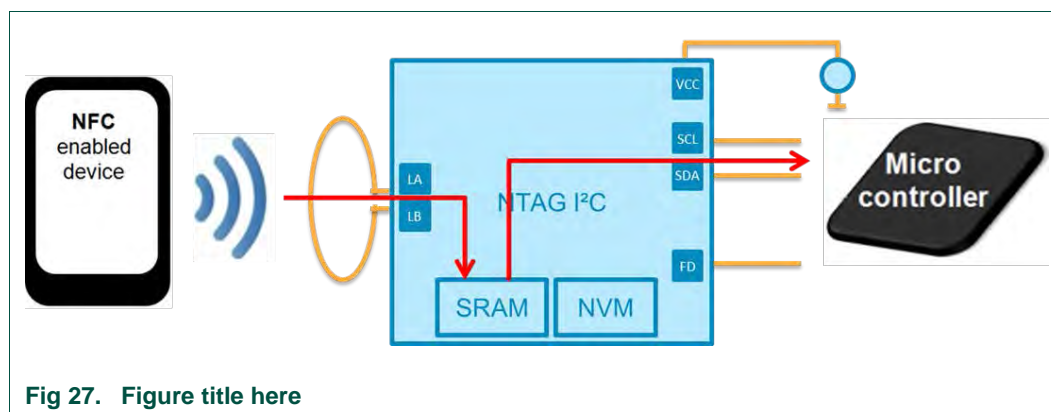 NFC
enabled
device
LA
LB
NTAG I²C
VCC
SCL
SDA
FD
SRAM
NVM
Micro
controller
Fig 27. Figure title here